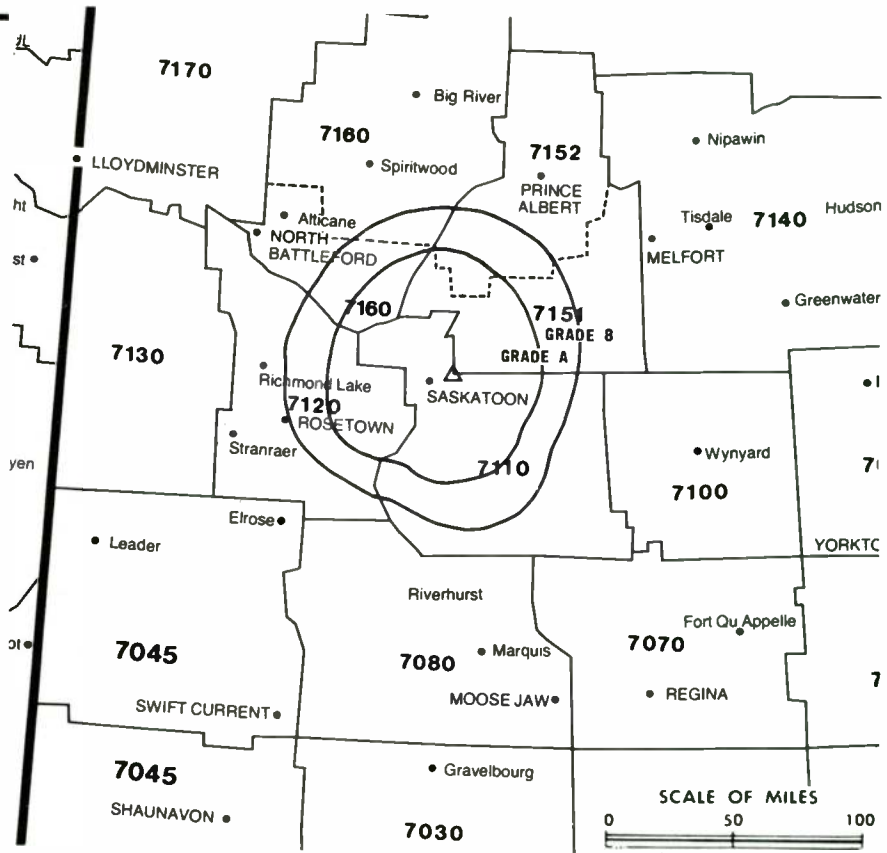 7170
Big River
7160
Nipawin
7152
LLOYDMINSTER
Spiritwood
PRINCE
ALBERT
ht
Alticane
Tisdale
7140
Hudson
NORTH
BATTLEFORD
MELFORT
st
7160
7151
Greenwater
GRADE B
7130
GRADE A
Richmond Lake
SASKATOON
7120
ROSETOWN
Stranraer
7110
Wynyard
yen
7100
Elrose
Leader
YORKTO
Riverhurst
Fort Qu Appelle
7045
7080
Marquis
7070
SWIFT CURRENT
MOOSE JAW
REGINA
7045
Gravelbourg
SHAUNAVON
7030
SCALE OF MILES
0 50 100